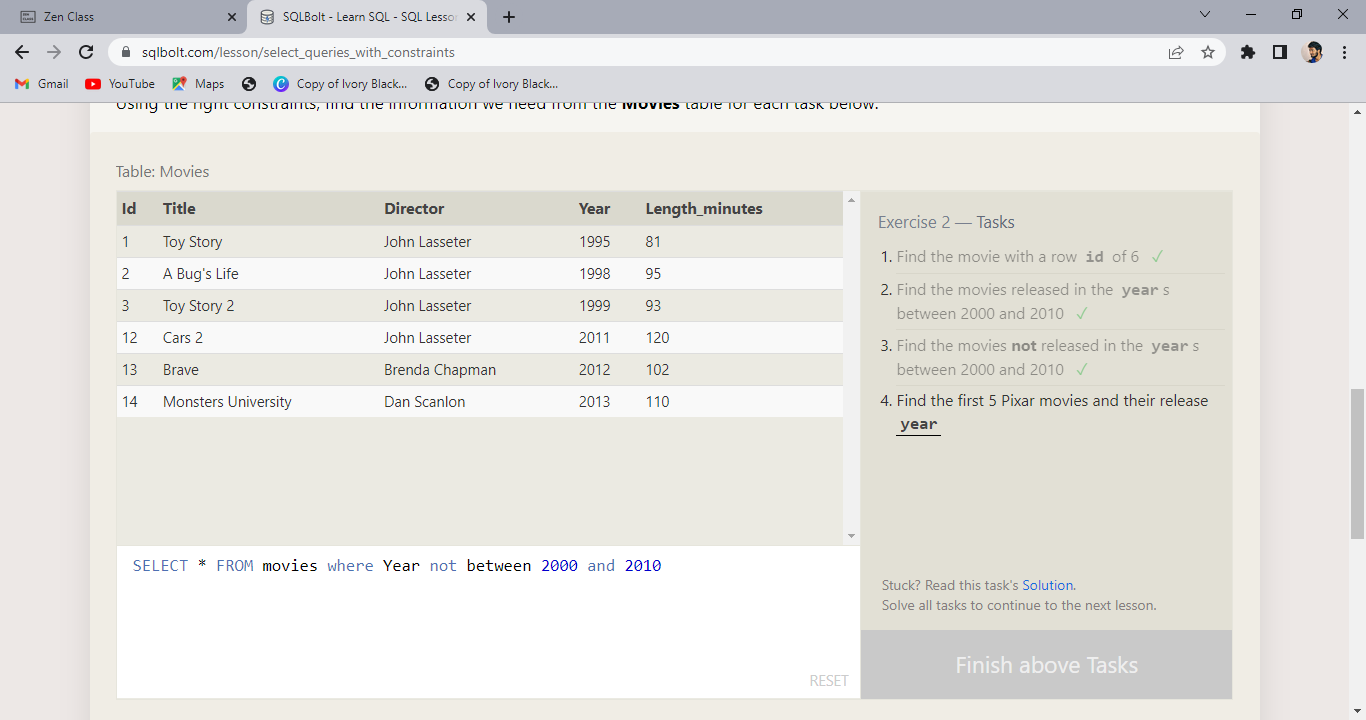 Zen Class
SQLBolt - Learn SQL - SQL Lesson
sqlbolt.com/lesson/select_queries_with_constraints
Gmail YouTube Maps Copy of Ivory Black... Copy of Ivory Black...
Using the right constraints, find the information we need from the Movies table for each task below.
Table: Movies
Id Title Director Year Length_minutes
1 Toy Story John Lasseter 1995 81
2 A Bug's Life John Lasseter 1998 95
3 Toy Story 2 John Lasseter 1999 93
12 Cars 2 John Lasseter 2011 120
13 Brave Brenda Chapman 2012 102
14 Monsters University Dan Scanlon 2013 110
SELECT * FROM movies where Year not between 2000 and 2010
RESET
Exercise 2 — Tasks
1. Find the movie with a row id of 6 ✓
2. Find the movies released in the year s
between 2000 and 2010 ✓
3. Find the movies not released in the year s
between 2000 and 2010 ✓
4. Find the first 5 Pixar movies and their release
year
Stuck? Read this task's Solution.
Solve all tasks to continue to the next lesson.
Finish above Tasks